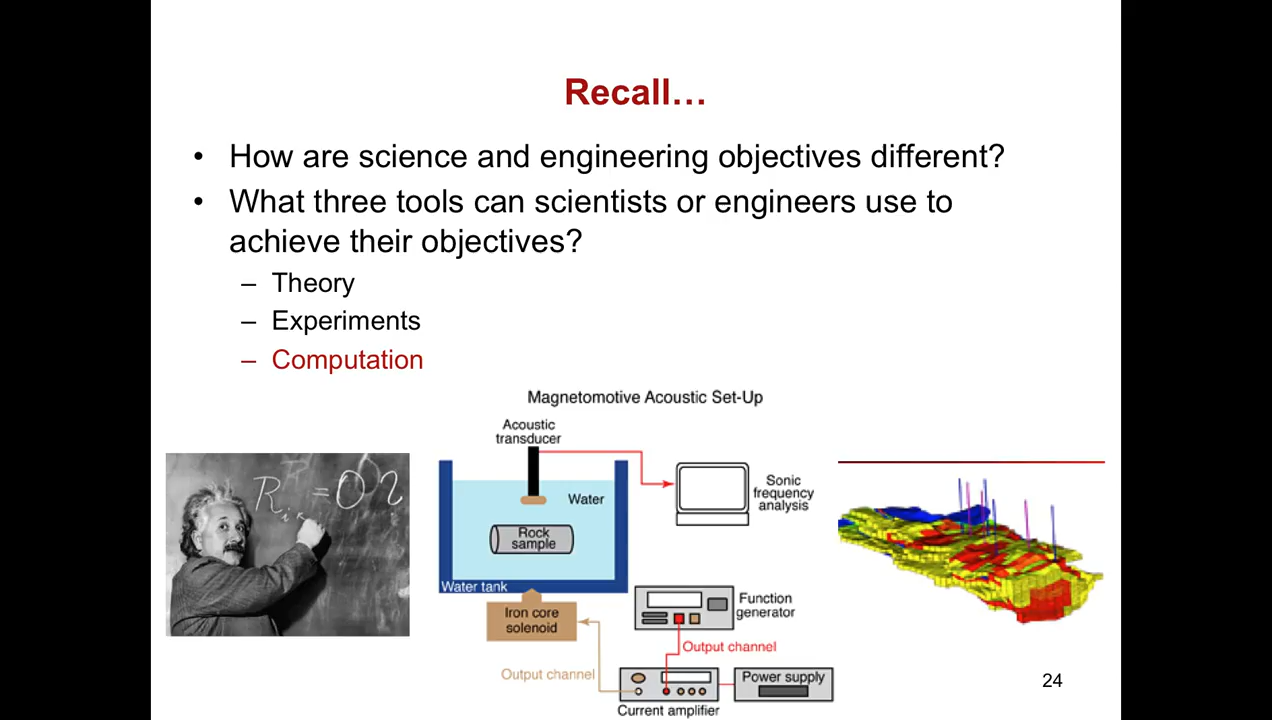 Recall…
• How are science and engineering objectives different?
• What three tools can scientists or engineers use to
achieve their objectives?
– Theory
– Experiments
– Computation
Magnetomotive Acoustic Set-Up
Acoustic
transducer
Water
Rock
sample
Water tank
Iron core
solenoid
Output channel
Sonic
frequency
analysis
Function
generator
Output channel
Power supply
Current amplifier
24